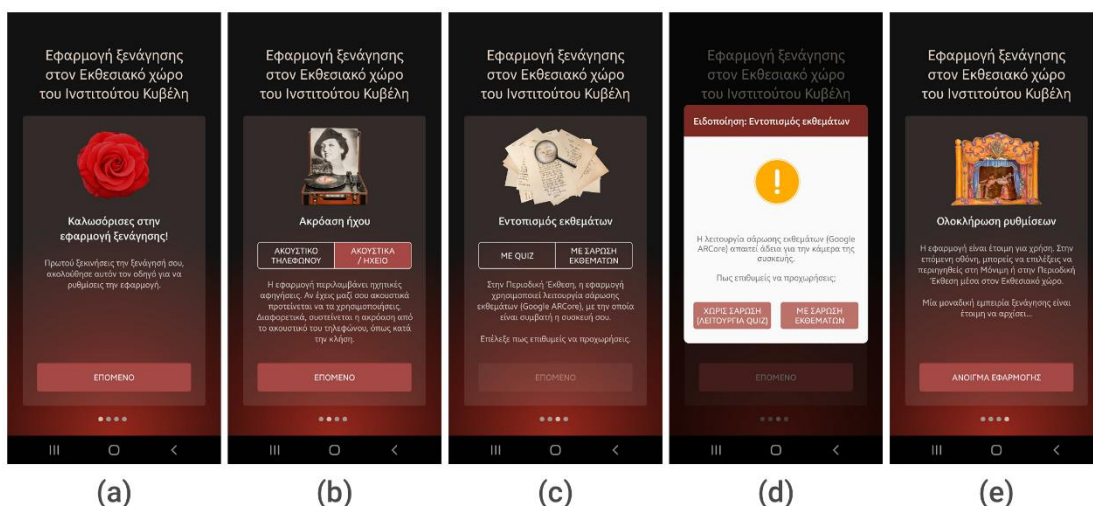 Εφαρμογή ξενάγησης
στον Εκθεσιακό χώρο
του Ινστιτούτου Κυβέλη
Καλωσόρισες στην
εφαρμογή ξενάγησης!
Πρωτού ξεκινήσεις την ξενάγησή σου,
ακολούθησε αυτόν τον οδηγό για να
ρυθμίσεις την εφαρμογή.
ΕΠΟΜΕΝΟ
(a)
Εφαρμογή ξενάγησης
στον Εκθεσιακό χώρο
του Ινστιτούτου Κυβέλη
Ακρόαση ήχου
ΑΚΟΥΣΤΙΚΟ
ΤΗΛΕΦΩΝΟΥ
ΑΚΟΥΣΤΙΚΑ
/ ΗΧΕΙΟ
Η εφαρμογή περιλαμβάνει ηχητικές
αφηγήσεις. Αν έχεις μαζί σου ακουστικά
προτείνεται να τα χρησιμοποιήσεις.
Διαφορετικά, συστείνεται η ακρόαση από
το ακουστικό του τηλεφώνου, όπως κατά
την κλήση.
ΕΠΟΜΕΝΟ
(b)
Εφαρμογή ξενάγησης
στον Εκθεσιακό χώρο
του Ινστιτούτου Κυβέλη
Εντοπισμός εκθεμάτων
ΜΕ QUIZ
ΜΕ ΣΑΡΩΣΗ
ΕΚΘΕΜΑΤΩΝ
Στην Περιοδική Έκθεση, η εφαρμογή
χρησιμοποιεί λειτουργία σάρωσης
εκθεμάτων (Google ARCore), με την οποία
είναι συμβατή η συσκευή σου.
Επέλεξε πως επιθυμείς να προχωρήσεις.
ΕΠΟΜΕΝΟ
(c)
Εφαρμογή ξενάγησης
στον Εκθεσιακό χώρο
του Ινστιτούτου Κυβέλη
Ειδοποίηση: Εντοπισμός εκθεμάτων
Η λειτουργία σάρωσης εκθεμάτων (Google
ARCore) απαιτεί άδεια για την κάμερα της
συσκευής.
Πως επιθυμείς να προχωρήσεις;
ΧΩΡΙΣ ΣΑΡΩΣΗ
(ΛΕΙΤΟΥΡΓΙΑ QUIZ)
ΜΕ ΣΑΡΩΣΗ
ΕΚΘΕΜΑΤΩΝ
ΕΠΟΜΕΝΟ
(d)
Εφαρμογή ξενάγησης
στον Εκθεσιακό χώρο
του Ινστιτούτου Κυβέλη
Ολοκλήρωση ρυθμίσεων
Η εφαρμογή είναι έτοιμη για χρήση. Στην
επόμενη οθόνη, μπορείς να επιλέξεις να
περιηγηθείς στη Μόνιμη ή στην Περιοδική
Έκθεση μέσα στον Εκθεσιακό χώρο.
Μία μοναδική εμπειρία ξενάγησης είναι
έτοιμη να αρχίσει...
ΑΝΟΙΓΜΑ ΕΦΑΡΜΟΓΗΣ
(e)